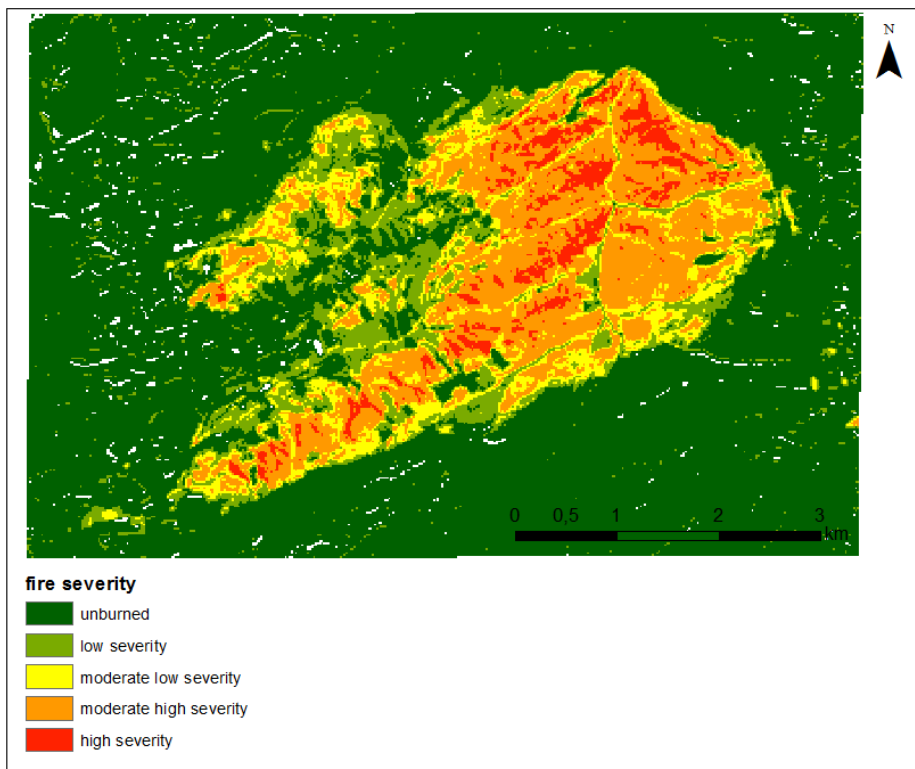 N
0 0,5 1 2 3
km
fire severity
unburned
low severity
moderate low severity
moderate high severity
high severity